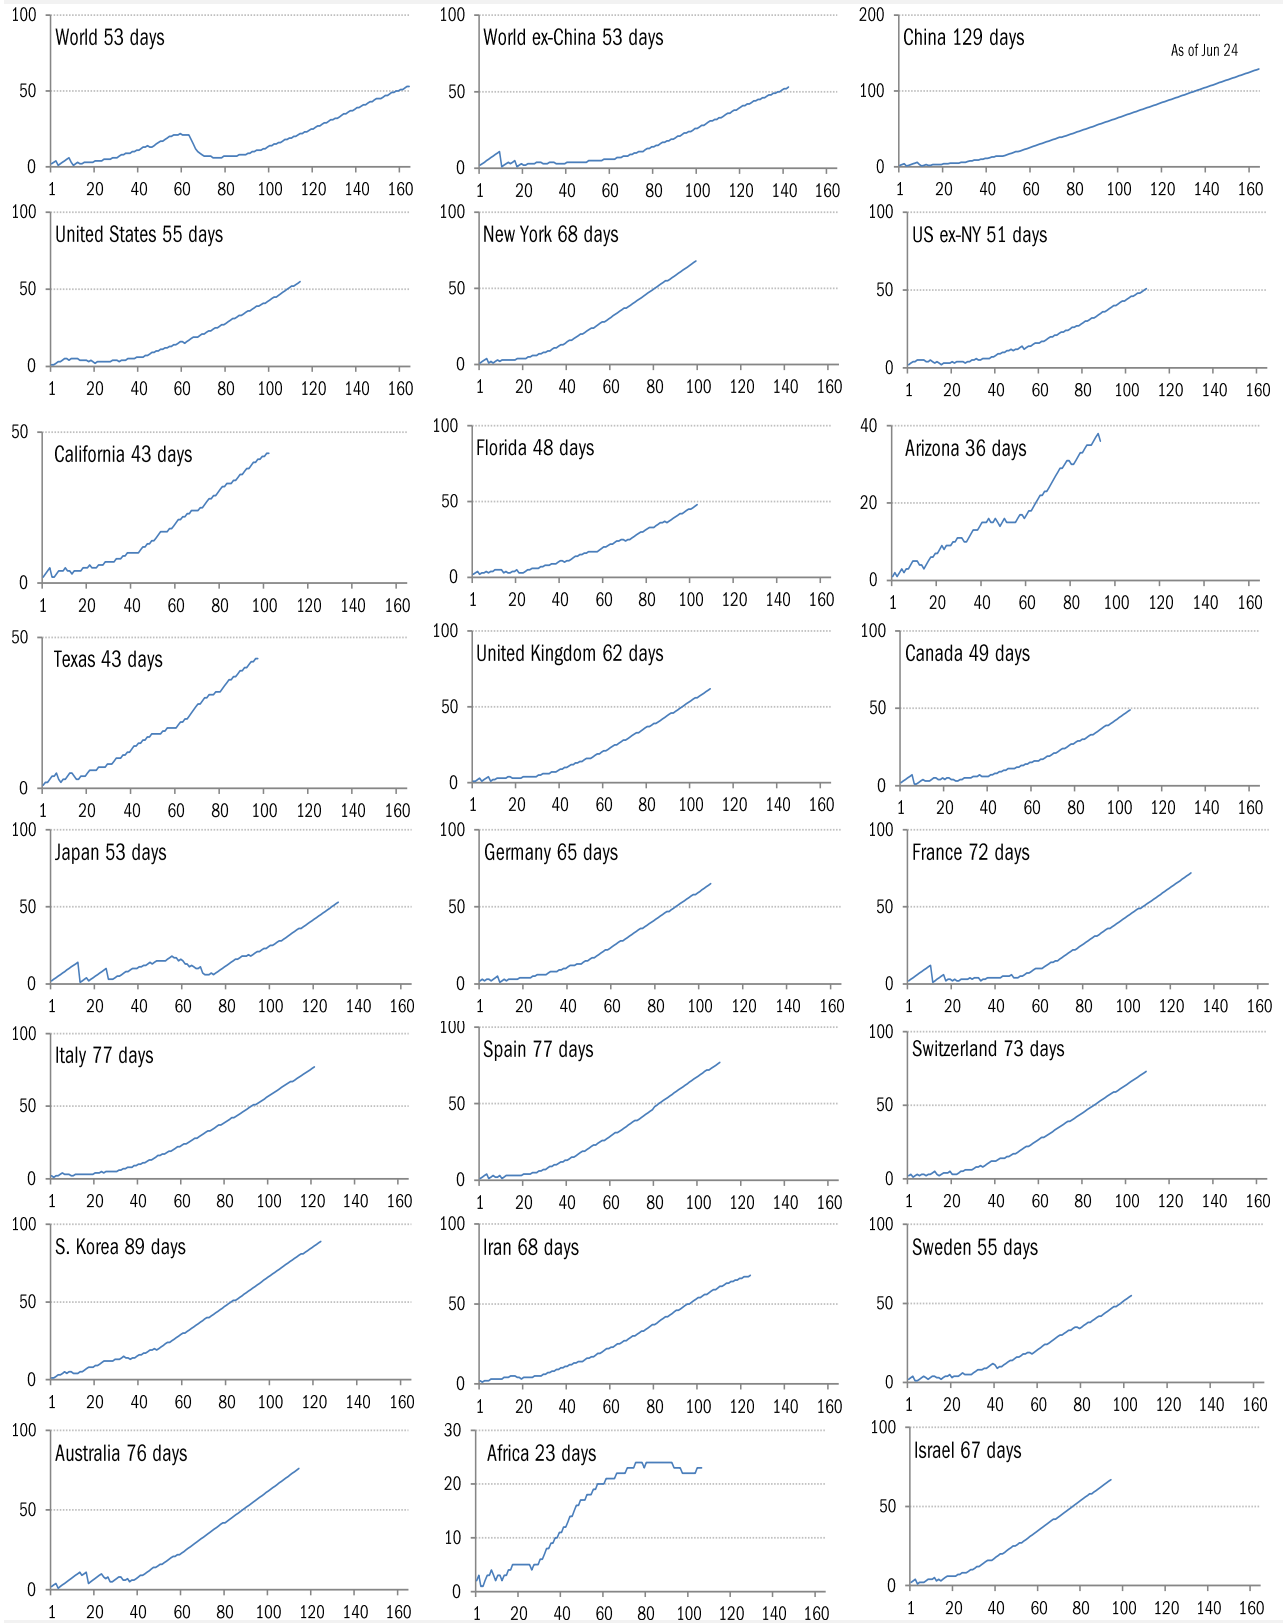 World 53 days
100
50
0
1 20 40 60 80 100 120 140 160
World ex-China 53 days
100
50
0
1 20 40 60 80 100 120 140 160
China 129 days
As of Jun 24
200
100
0
1 20 40 60 80 100 120 140 160
United States 55 days
100
50
0
1 20 40 60 80 100 120 140 160
New York 68 days
100
50
0
1 20 40 60 80 100 120 140 160
US ex-NY 51 days
100
50
0
1 20 40 60 80 100 120 140 160
California 43 days
50
0
1 20 40 60 80 100 120 140 160
Florida 48 days
100
50
0
1 20 40 60 80 100 120 140 160
Arizona 36 days
40
20
0
1 20 40 60 80 100 120 140 160
Texas 43 days
50
0
1 20 40 60 80 100 120 140 160
United Kingdom 62 days
100
50
0
1 20 40 60 80 100 120 140 160
Canada 49 days
100
50
0
1 20 40 60 80 100 120 140 160
Japan 53 days
100
50
0
1 20 40 60 80 100 120 140 160
Germany 65 days
100
50
0
1 20 40 60 80 100 120 140 160
France 72 days
100
50
0
1 20 40 60 80 100 120 140 160
Italy 77 days
100
50
0
1 20 40 60 80 100 120 140 160
Spain 77 days
100
50
0
1 20 40 60 80 100 120 140 160
Switzerland 73 days
100
50
0
1 20 40 60 80 100 120 140 160
S. Korea 89 days
100
50
0
1 20 40 60 80 100 120 140 160
Iran 68 days
100
50
0
1 20 40 60 80 100 120 140 160
Sweden 55 days
100
50
0
1 20 40 60 80 100 120 140 160
Australia 76 days
100
50
0
1 20 40 60 80 100 120 140 160
Africa 23 days
30
20
10
0
1 20 40 60 80 100 120 140 160
Israel 67 days
100
50
0
1 20 40 60 80 100 120 140 160